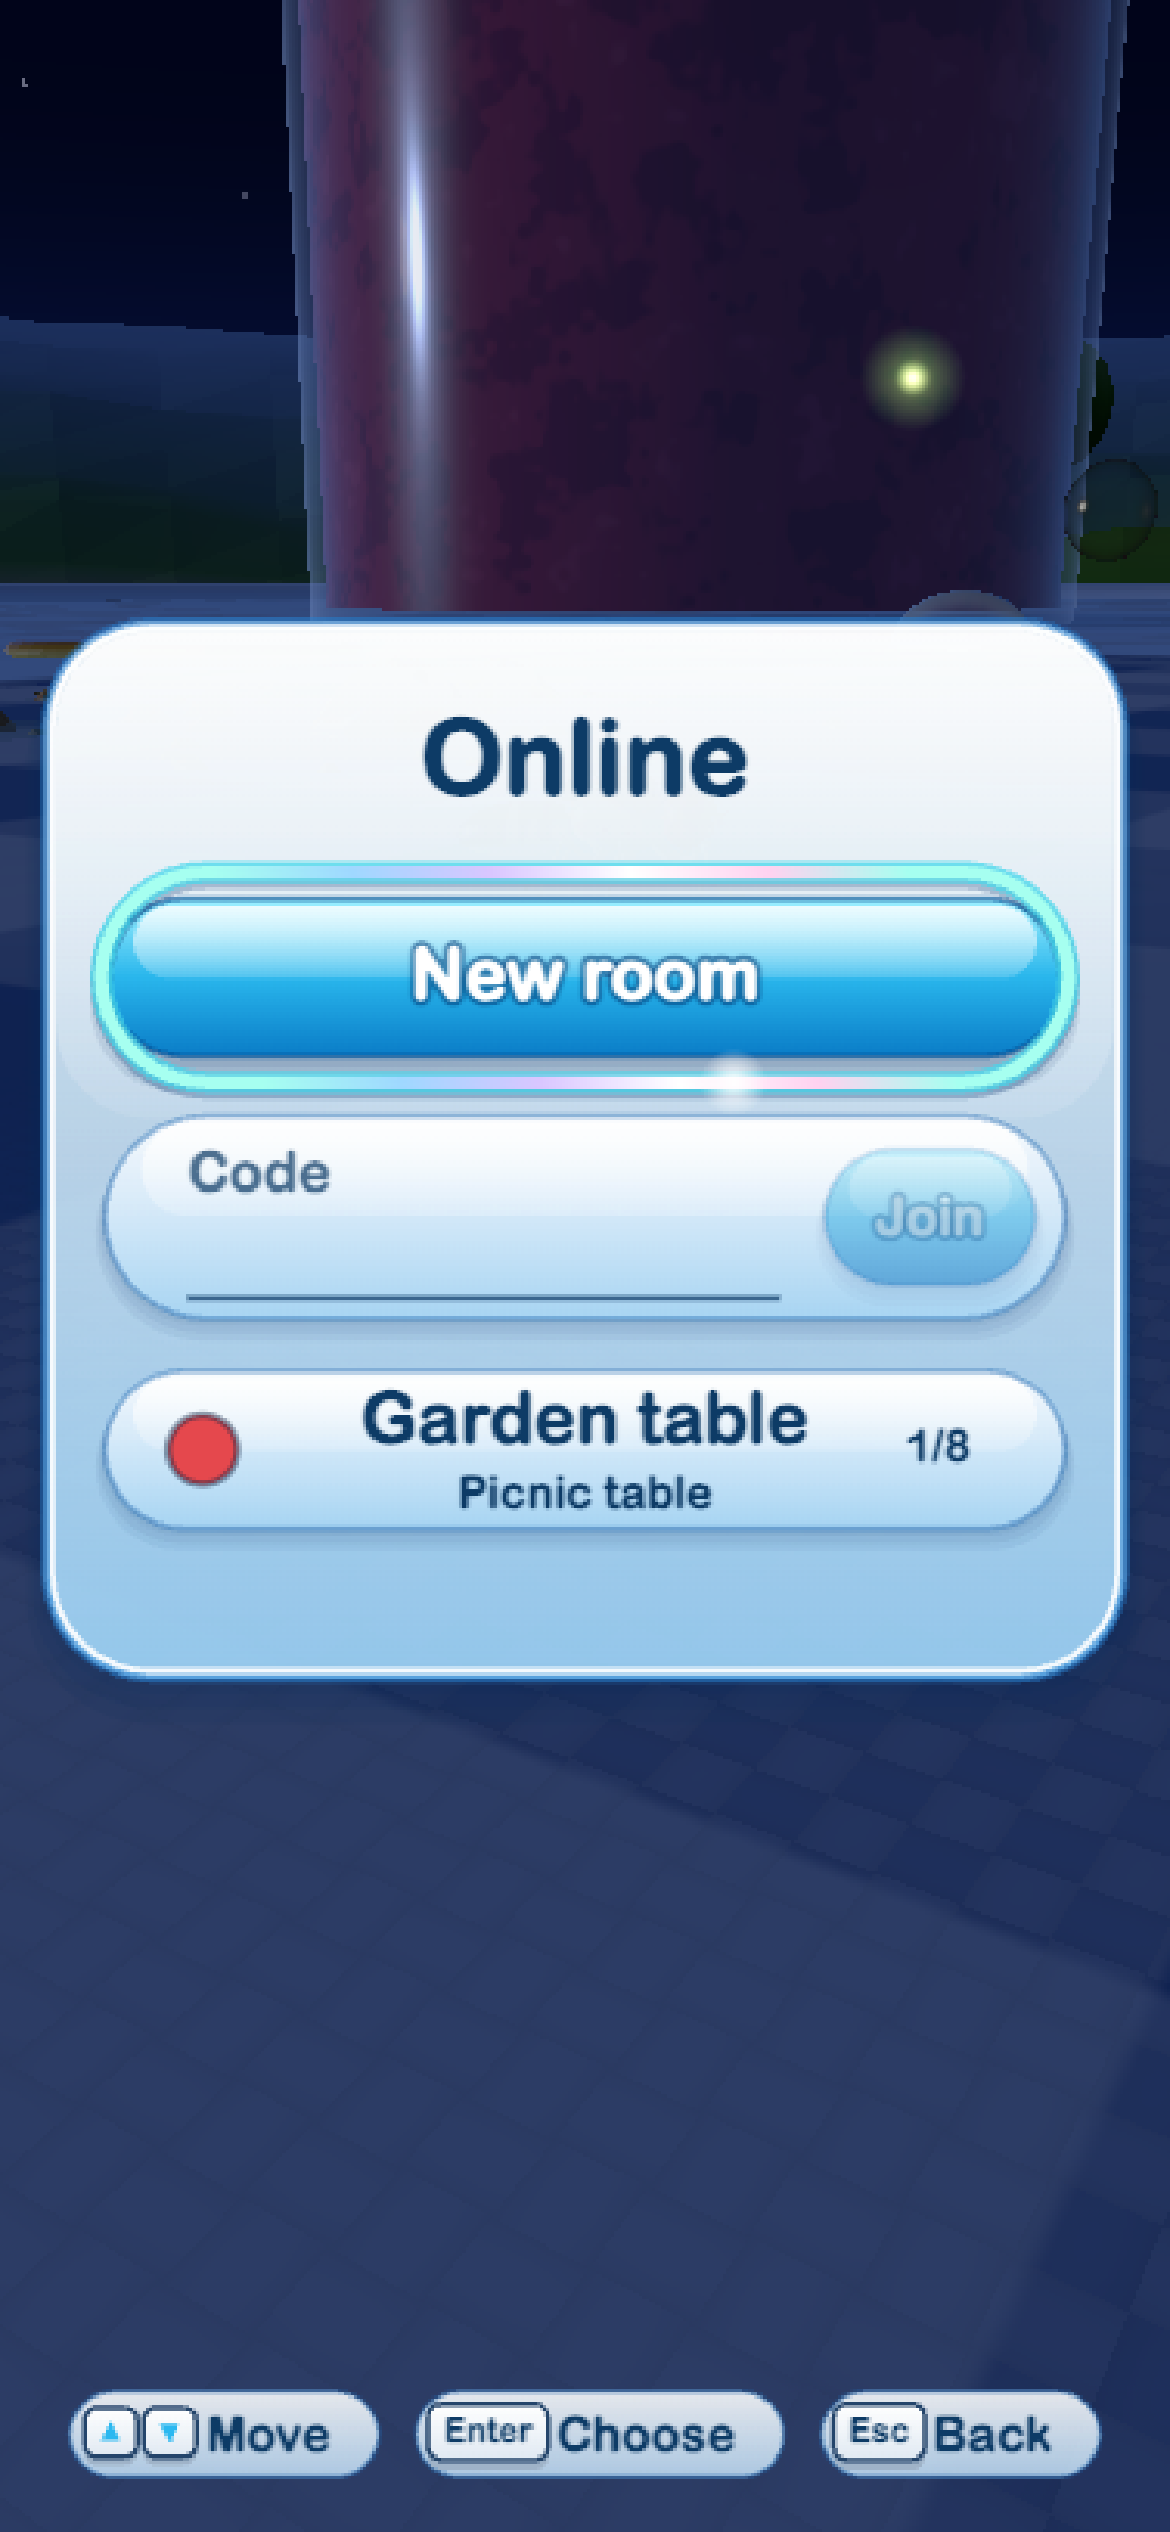 Online
New room
Code
Join
Garden table
1/8
Picnic table
▲ ▼ Move
Enter Choose
Esc Back